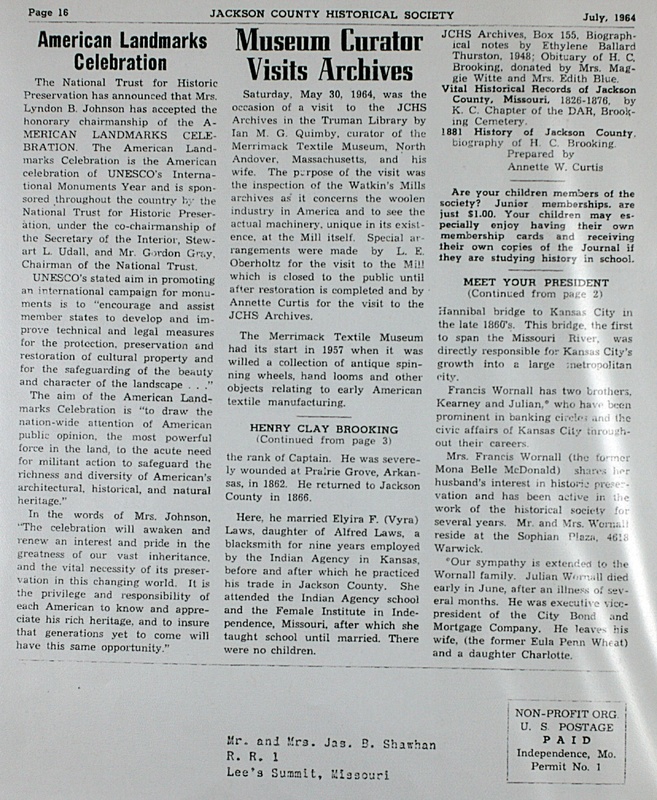 Page 16
JACKSON COUNTY HISTORICAL SOCIETY
July, 1964
American Landmarks
Celebration
The National Trust for Historic
Preservation has announced that Mrs.
Lyndon B. Johnson has accepted the
honorary chairmanship of the A-
MERICAN LANDMARKS CELE-
BRATION. The American Land-
marks Celebration is the American
celebration of UNESCO's Interna-
tional Monuments Year and is spon-
sored throughout the country by the
National Trust for Historic Preser-
ation, under the co-chairmanship of
the Secretary of the Interior, Stew-
art L. Udall, and Mr. Gordon Gray,
Chairman of the National Trust.
UNESCO's stated aim in promoting
an international campaign for monu-
ments is to "encourage and assist
member states to develop and im-
prove technical and legal measures
for the protection, preservation and
restoration of cultural property and
for the safeguarding of the beauty
and character of the landscape . . ."
The aim of the American Land-
marks Celebration is "to draw the
nation-wide attention of American
public opinion, the most powerful
force in the land, to the acute need
for militant action to safeguard the
richness and diversity of American's
architectural, historical, and natural
heritage."
In the words of Mrs. Johnson,
"The celebration will awaken and
renew an interest and pride in the
greatness of our vast inheritance,
and the vital necessity of its preser-
vation in this changing world. It is
the privilege and responsibility of
each American to know and appre-
ciate his rich heritage, and to insure
that generations yet to come will
have this same opportunity."
Museum Curator
Visits Archives
Saturday, May 30, 1964, was the
occasion of a visit to the JCHS
Archives in the Truman Library by
Ian M. G. Quimby, curator of the
Merrimack Textile Museum, North
Andover, Massachusetts, and his
wife. The purpose of the visit was
the inspection of the Watkin's Mills
archives as it concerns the woolen
industry in America and to see the
actual machinery, unique in its exist-
ence, at the Mill itself. Special ar-
rangements were made by L. E.
Oberholtz for the visit to the Mill
which is closed to the public until
after restoration is completed and by
Annette Curtis for the visit to the
JCHS Archives.
The Merrimack Textile Museum
had its start in 1957 when it was
willed a collection of antique spin-
ning wheels, hand looms and other
objects relating to early American
textile manufacturing.
HENRY CLAY BROOKING
(Continued from page 3)
the rank of Captain. He was severe-
ly wounded at Prairie Grove, Arkan-
sas, in 1862. He returned to Jackson
County in 1866.
Here, he married Elyira F. (Vyra)
Laws, daughter of Alfred Laws, a
blacksmith for nine years employed
by the Indian Agency in Kansas,
before and after which he practiced
his trade in Jackson County. She
attended the Indian Agency school
and the Female Institute in Inde-
pendence, Missouri, after which she
taught school until married. There
were no children.
JCHS Archives, Box 155, Biograph-
ical notes by Ethylene Ballard
Thurston, 1948; Obituary of H. C.
Brooking, donated by Mrs. Mag-
gie Witte and Mrs. Edith Blue.
Vital Historical Records of Jackson
County, Missouri, 1826-1876, by
K. C. Chapter of the DAR, Brook-
ing Cemetery.
1881 History of Jackson County,
biography of H. C. Brooking.
Prepared by
Annette W. Curtis
Are your children members of the
society? Junior memberships, are
just $1.00. Your children may es-
pecially enjoy having their own
membership cards and receiving
their own copies of the Journal if
they are studying history in school.
MEET YOUR PRESIDENT
(Continued from page 2)
Hannibal bridge to Kansas City in
the late 1860's. This bridge, the first
to span the Missouri River, was
directly responsible for Kansas City's
growth into a large metropolitan
city.
Francis Wornall has two brothers,
Kearney and Julian,* who have been
prominent in banking circles and the
civic affairs of Kansas City through-
out their careers.
Mrs. Francis Wornall (the former
Mona Belle McDonald) shares her
husband's interest in historic preser-
vation and has been active in the
work of the historical society for
several years. Mr. and Mrs. Wornall
reside at the Sophian Plaza, 4618
Warwick.
*Our sympathy is extended to the
Wornall family. Julian Wornall died
early in June, after an illness of sev-
eral months. He was executive vice-
president of the City Bond and
Mortgage Company. He leaves his
wife, (the former Eula Penn Wheat)
and a daughter Charlotte.
Mr. and Mrs. Jas. B. Shawhan
R. R. 1
Lee's Summit, Missouri
NON-PROFIT ORG.
U. S. POSTAGE
PAID
Independence, Mo.
Permit No. 1